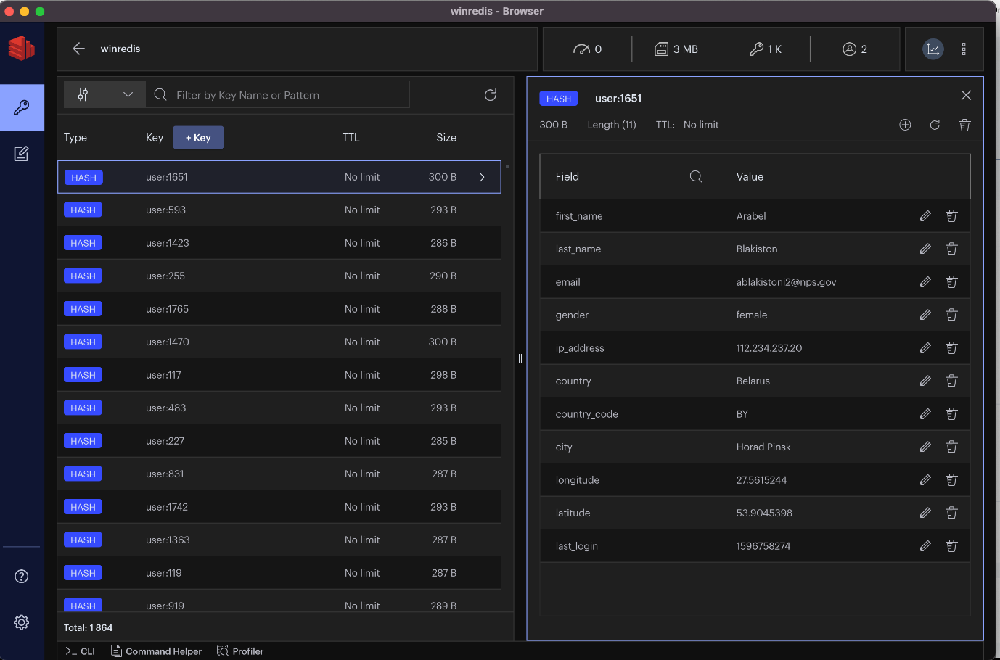 winredis - Browser
winredis
0
3 MB
1 K
2
Filter by Key Name or Pattern
Type Key + Key TTL Size
HASH user:1651 No limit 300 B
HASH user:593 No limit 293 B
HASH user:1423 No limit 286 B
HASH user:255 No limit 290 B
HASH user:1765 No limit 288 B
HASH user:1470 No limit 300 B
HASH user:117 No limit 298 B
HASH user:483 No limit 293 B
HASH user:227 No limit 285 B
HASH user:831 No limit 287 B
HASH user:1742 No limit 293 B
HASH user:1363 No limit 287 B
HASH user:119 No limit 287 B
HASH user:919 No limit 289 B
Total: 1 864
HASH user:1651
300 B Length (11) TTL: No limit
Field Value
first_name Arabel
last_name Blakiston
email ablakistoni2@nps.gov
gender female
ip_address 112.234.237.20
country Belarus
country_code BY
city Horad Pinsk
longitude 27.5615244
latitude 53.9045398
last_login 1596758274
>_ CLI Command Helper Profiler